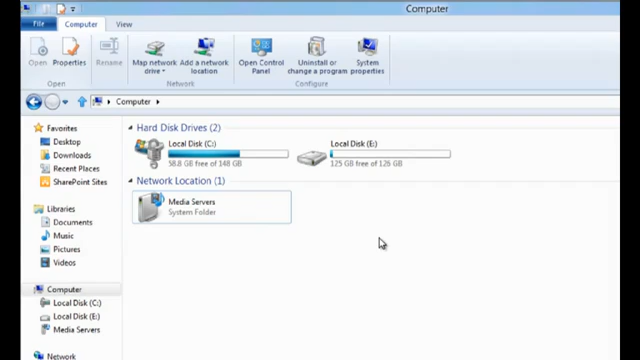 Computer
File Computer View
Open Properties Rename Map network drive Add a network location Open Control Panel Uninstall or change a program System properties
Open Network Configure
Computer
Favorites
Desktop
Downloads
Recent Places
SharePoint Sites
Libraries
Documents
Music
Pictures
Videos
Computer
Local Disk (C:)
Local Disk (E:)
Media Servers
Network
Hard Disk Drives (2)
Local Disk (C:)
58.8 GB free of 148 GB
Local Disk (E:)
125 GB free of 126 GB
Network Location (1)
Media Servers
System Folder